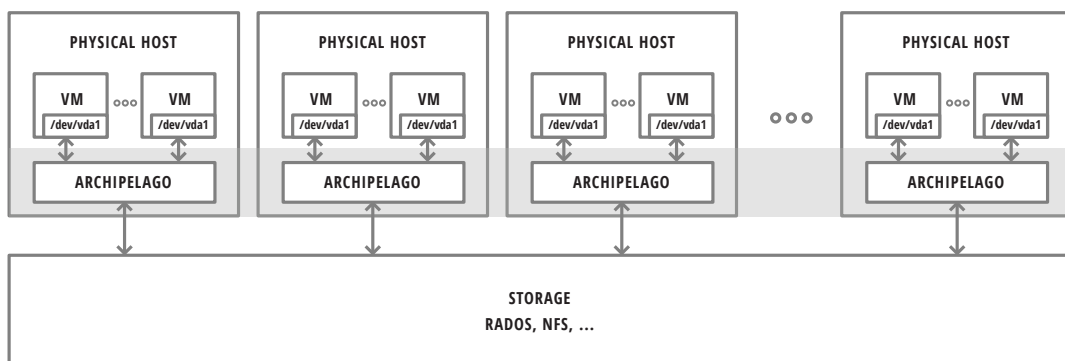 PHYSICAL HOST
VM VM
/dev/vda1 /dev/vda1
ARCHIPELAGO
PHYSICAL HOST
VM VM
/dev/vda1 /dev/vda1
ARCHIPELAGO
PHYSICAL HOST
VM VM
/dev/vda1 /dev/vda1
ARCHIPELAGO
PHYSICAL HOST
VM VM
/dev/vda1 /dev/vda1
ARCHIPELAGO
STORAGE
RADOS, NFS, ...